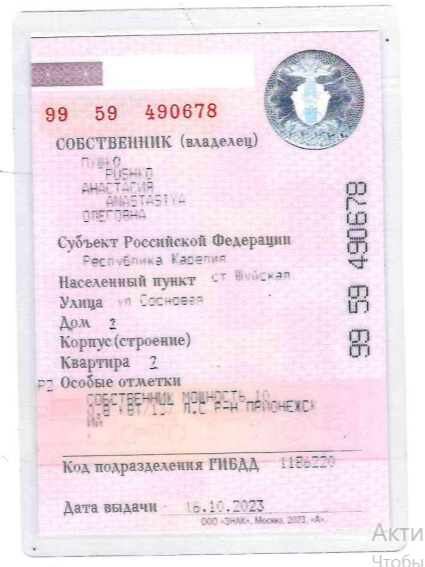 99 59 490678
СОБСТВЕННИК (владелец)
ПУШКО
PUSHKO
АНАСТАСИЯ
ANASTASIYA
ОЛЕГОВНА
Субъект Российской Федерации
Республика Карелия
Населенный пункт ст Шуйская
Улица ул Сосновая
Дом 2
Корпус (строение)
Квартира 2
Особые отметки
СОБСТВЕННИК МОЩНОСТЬ 10
0.8 КВТ/137 Л.С Р-Н ПРИОНЕЖСК
ИЙ
Код подразделения ГИБДД 1186220
Дата выдачи 16.10.2023
ООО «ЗНАК», Москва, 2023, «А».
99 59 490678
Акти
Чтобы